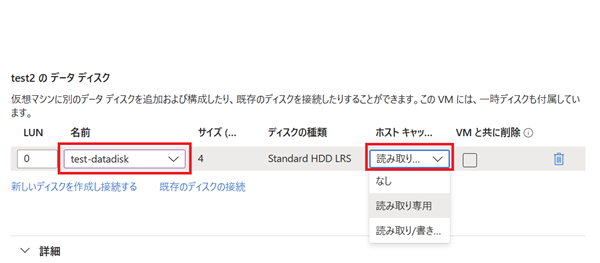 test2 の データ ディスク
仮想マシンに別のデータ ディスクを追加および構成したり、既存のディスクを接続したりすることができます。この VM には、一時ディスクも付属しています。
LUN 名前 サイズ (... ディスクの種類 ホスト キャッ... VM と共に削除
0 test-datadisk 4 Standard HDD LRS 読み取り...
なし
新しいディスクを作成し接続する 既存のディスクの接続
読み取り専用
読み取り/書き...
詳細